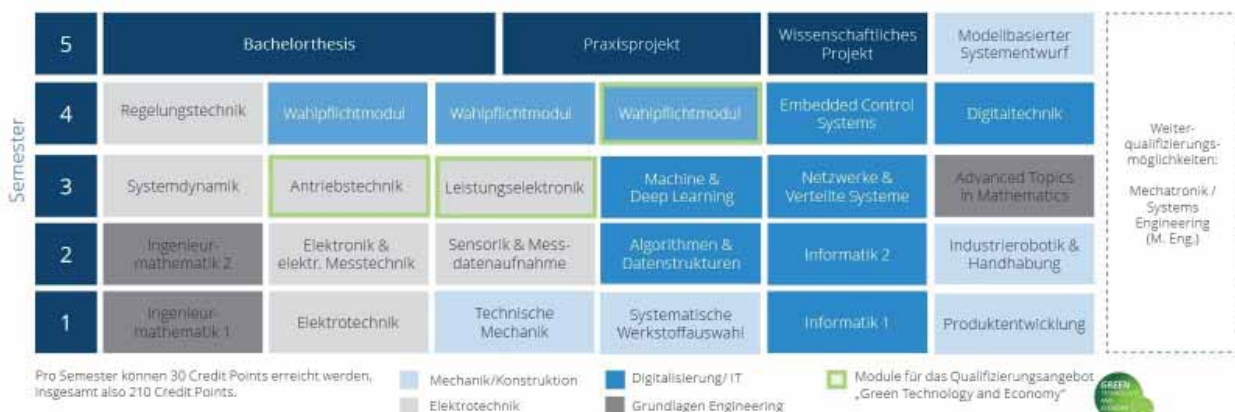 Semester
5
Bachelorthesis
Praxisprojekt
Wissenschaftliches
Projekt
Modellbasierter
Systementwurf
4
Regelungstechnik
Wahlpflichtmodul
Wahlpflichtmodul
Wahlpflichtmodul
Embedded Control
Systems
Digitaltechnik
3
Systemdynamik
Antriebstechnik
Leistungselektronik
Machine &
Deep Learning
Netzwerke &
Verteilte Systeme
Advanced Topics
in Mathematics
2
Ingenieur-
mathematik 2
Elektronik &
elektr. Messtechnik
Sensorik & Mess-
datenaufnahme
Algorithmen &
Datenstrukturen
Informatik 2
Industrierobotik &
Handhabung
1
Ingenieur-
mathematik 1
Elektrotechnik
Technische
Mechanik
Systematische
Werkstoffauswahl
Informatik 1
Produktentwicklung
Weiter-
qualifizierungs-
möglichkeiten:
Mechatronik /
Systems
Engineering
(M. Eng.)
Pro Semester können 30 Credit Points erreicht werden,
insgesamt also 210 Credit Points.
Mechanik/Konstruktion
Elektrotechnik
Digitalisierung/ IT
Grundlagen Engineering
Module für das Qualifizierungsangebot
„Green Technology and Economy"
GREEN
TECHNOLOGY
AND
ECONOMY